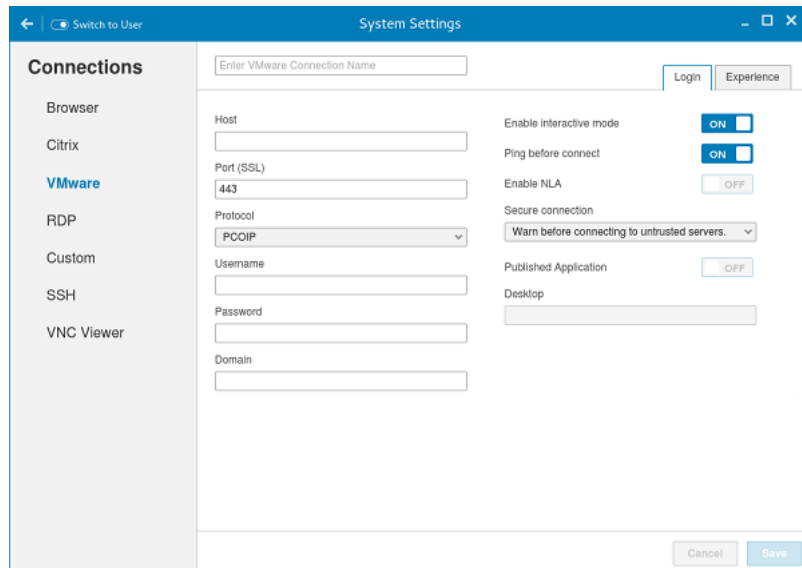 Switch to User
System Settings
Connections
Browser
Citrix
VMware
RDP
Custom
SSH
VNC Viewer
Enter VMware Connection Name
Login
Experience
Host
Port (SSL)
443
Protocol
PCOIP
Username
Password
Domain
Enable interactive mode
ON
Ping before connect
ON
Enable NLA
OFF
Secure connection
Warn before connecting to untrusted servers.
Published Application
OFF
Desktop
Cancel
Save